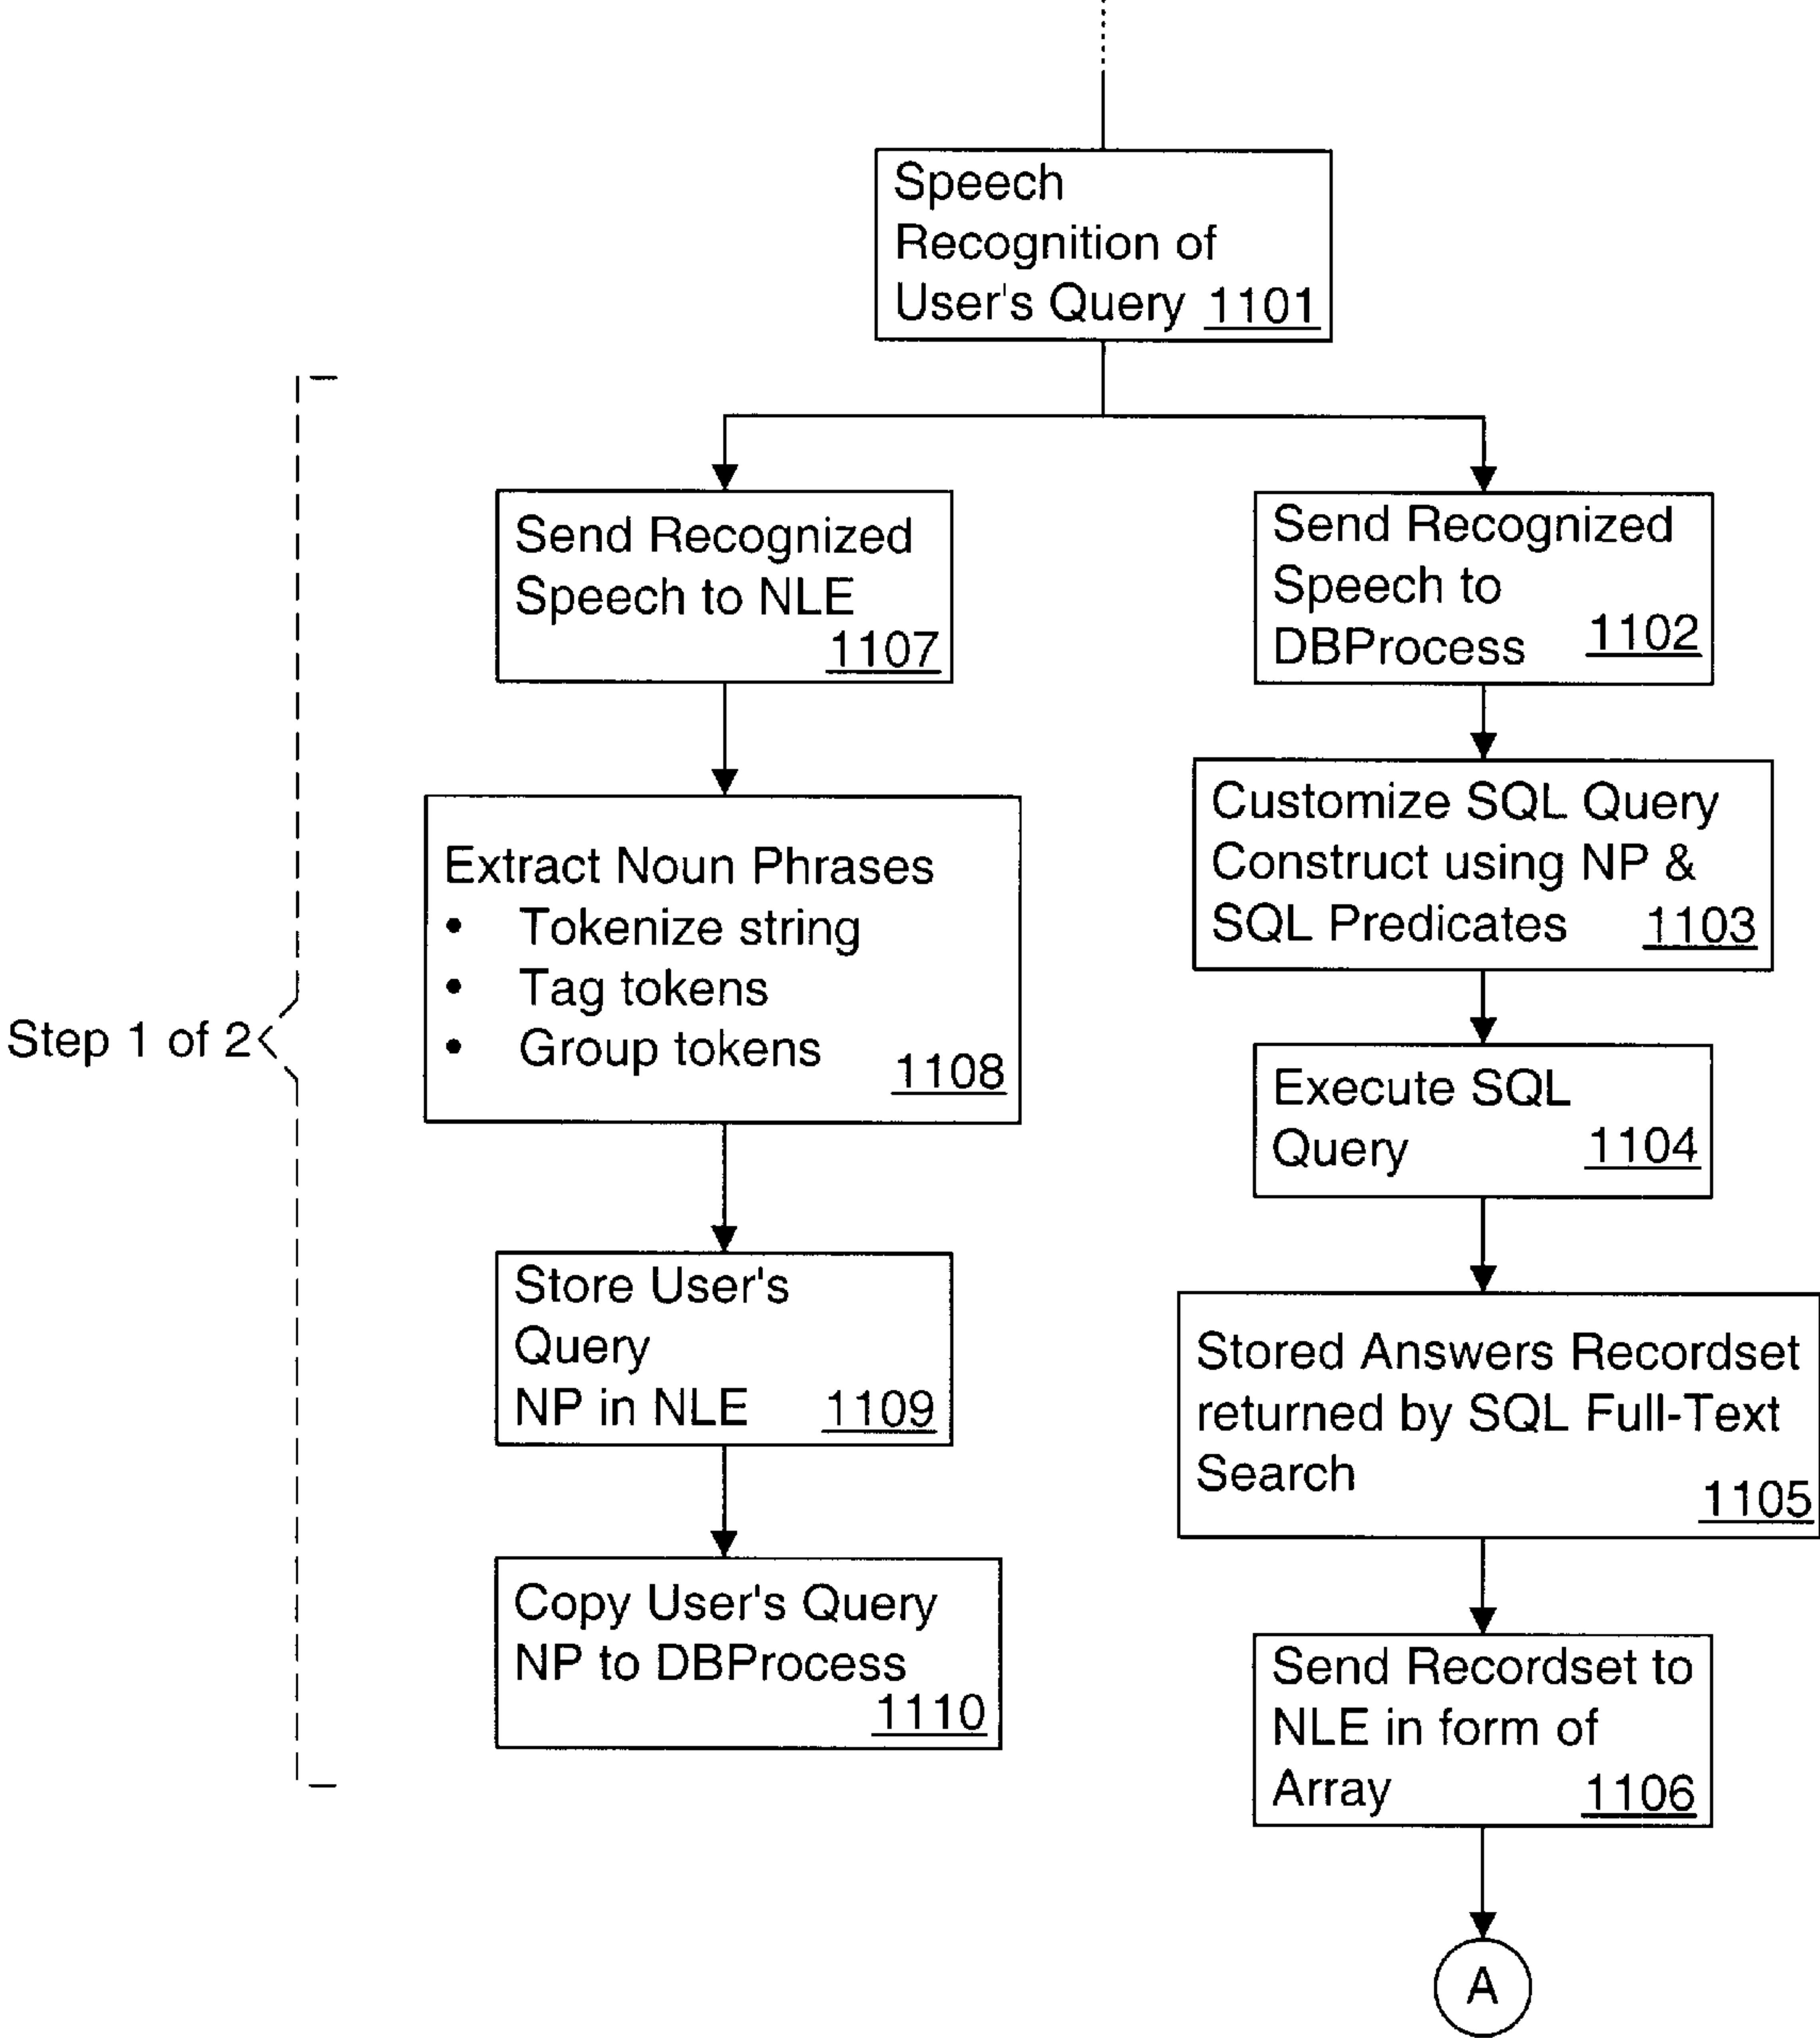 Speech
Recognition of
User's Query 1101
Send Recognized
Speech to NLE
1107
Send Recognized
Speech to
DBProcess 1102
Customize SQL Query
Construct using NP &
SQL Predicates 1103
Extract Noun Phrases
• Tokenize string
• Tag tokens
• Group tokens
1108
Step 1 of 2
Execute SQL
Query 1104
Store User's
Query
NP in NLE 1109
Stored Answers Recordset
returned by SQL Full-Text
Search
1105
Copy User's Query
NP to DBProcess
1110
Send Recordset to
NLE in form of
Array 1106
A